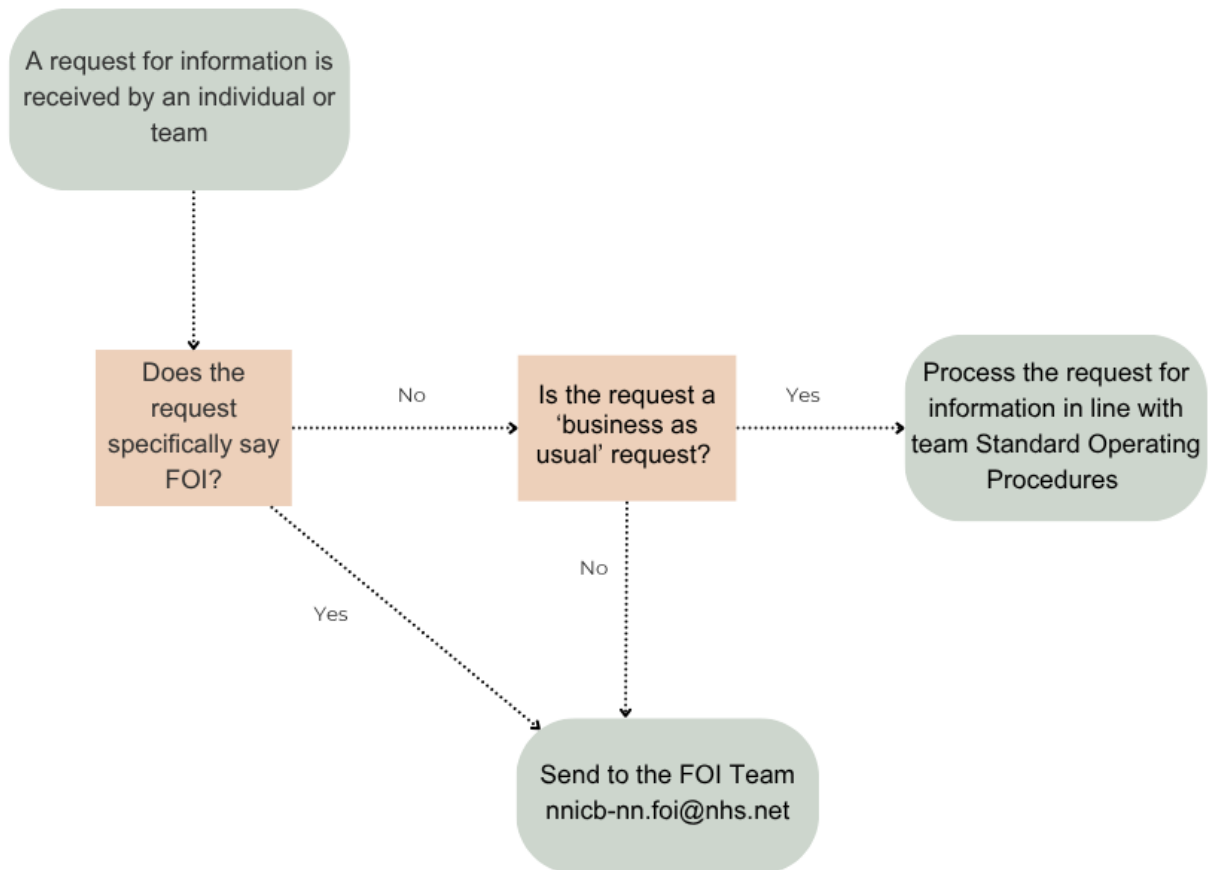 A request for information is
received by an individual or
team
Does the
request
specifically say
FOI?
No
Is the request a
‘business as
usual’ request?
Yes
Process the request for
information in line with
team Standard Operating
Procedures
No
Yes
Send to the FOI Team
nnicb-nn.foi@nhs.net